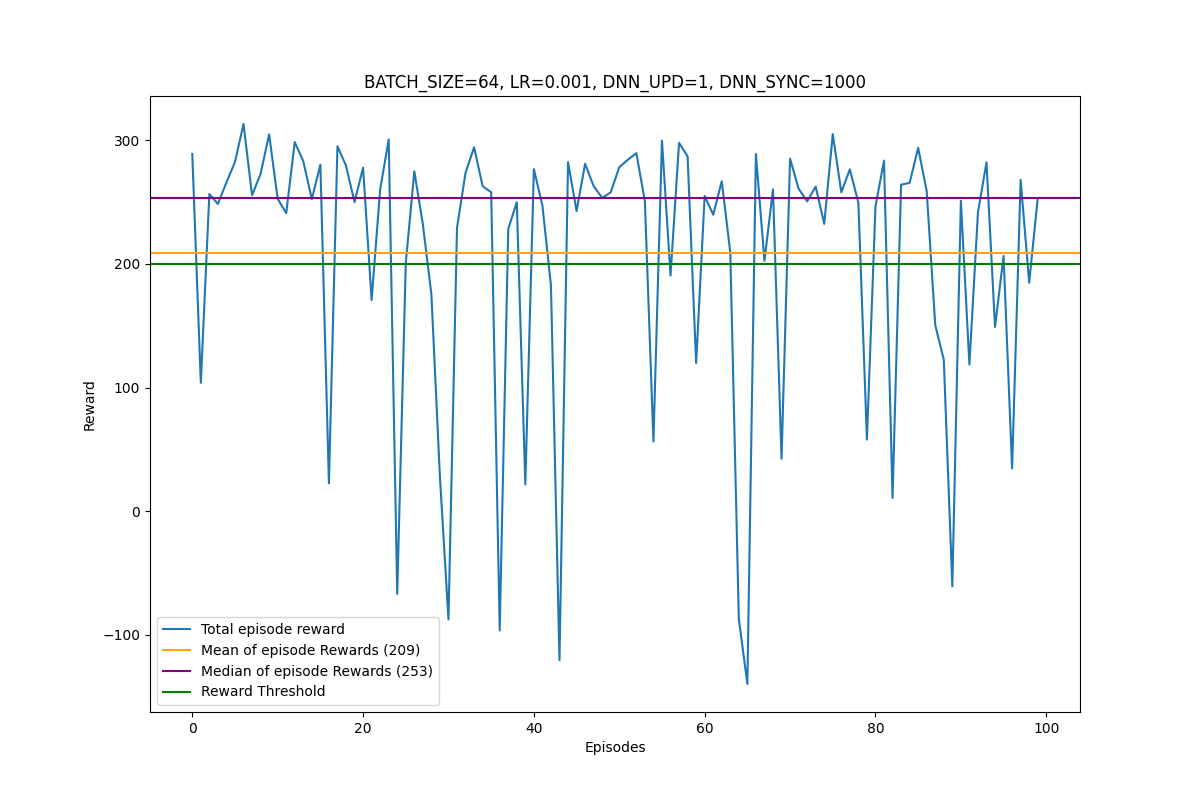 BATCH_SIZE=64, LR=0.001, DNN_UPD=1, DNN_SYNC=1000
300
200
100
0
−100
Reward
Total episode reward
Mean of episode Rewards (209)
Median of episode Rewards (253)
Reward Threshold
0 20 40 60 80 100
Episodes